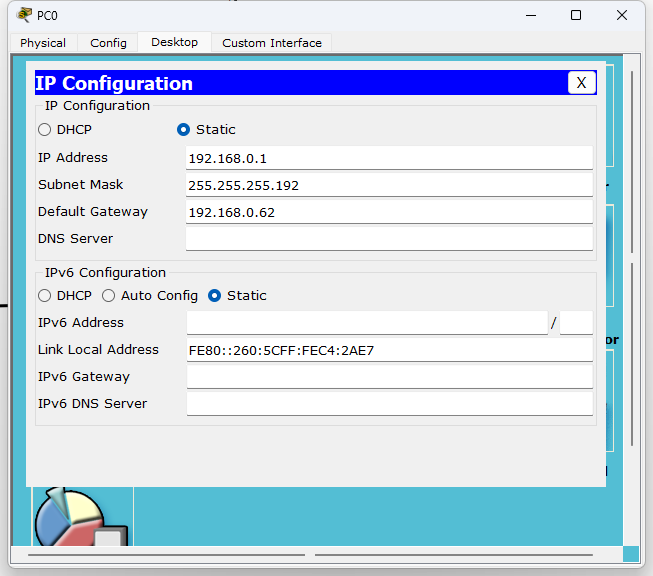 PC0
Physical Config Desktop Custom Interface
IP Configuration X
IP Configuration
DHCP Static
IP Address 192.168.0.1
Subnet Mask 255.255.255.192
Default Gateway 192.168.0.62
DNS Server
IPv6 Configuration
DHCP Auto Config Static
IPv6 Address /
Link Local Address FE80::260:5CFF:FEC4:2AE7
IPv6 Gateway
IPv6 DNS Server